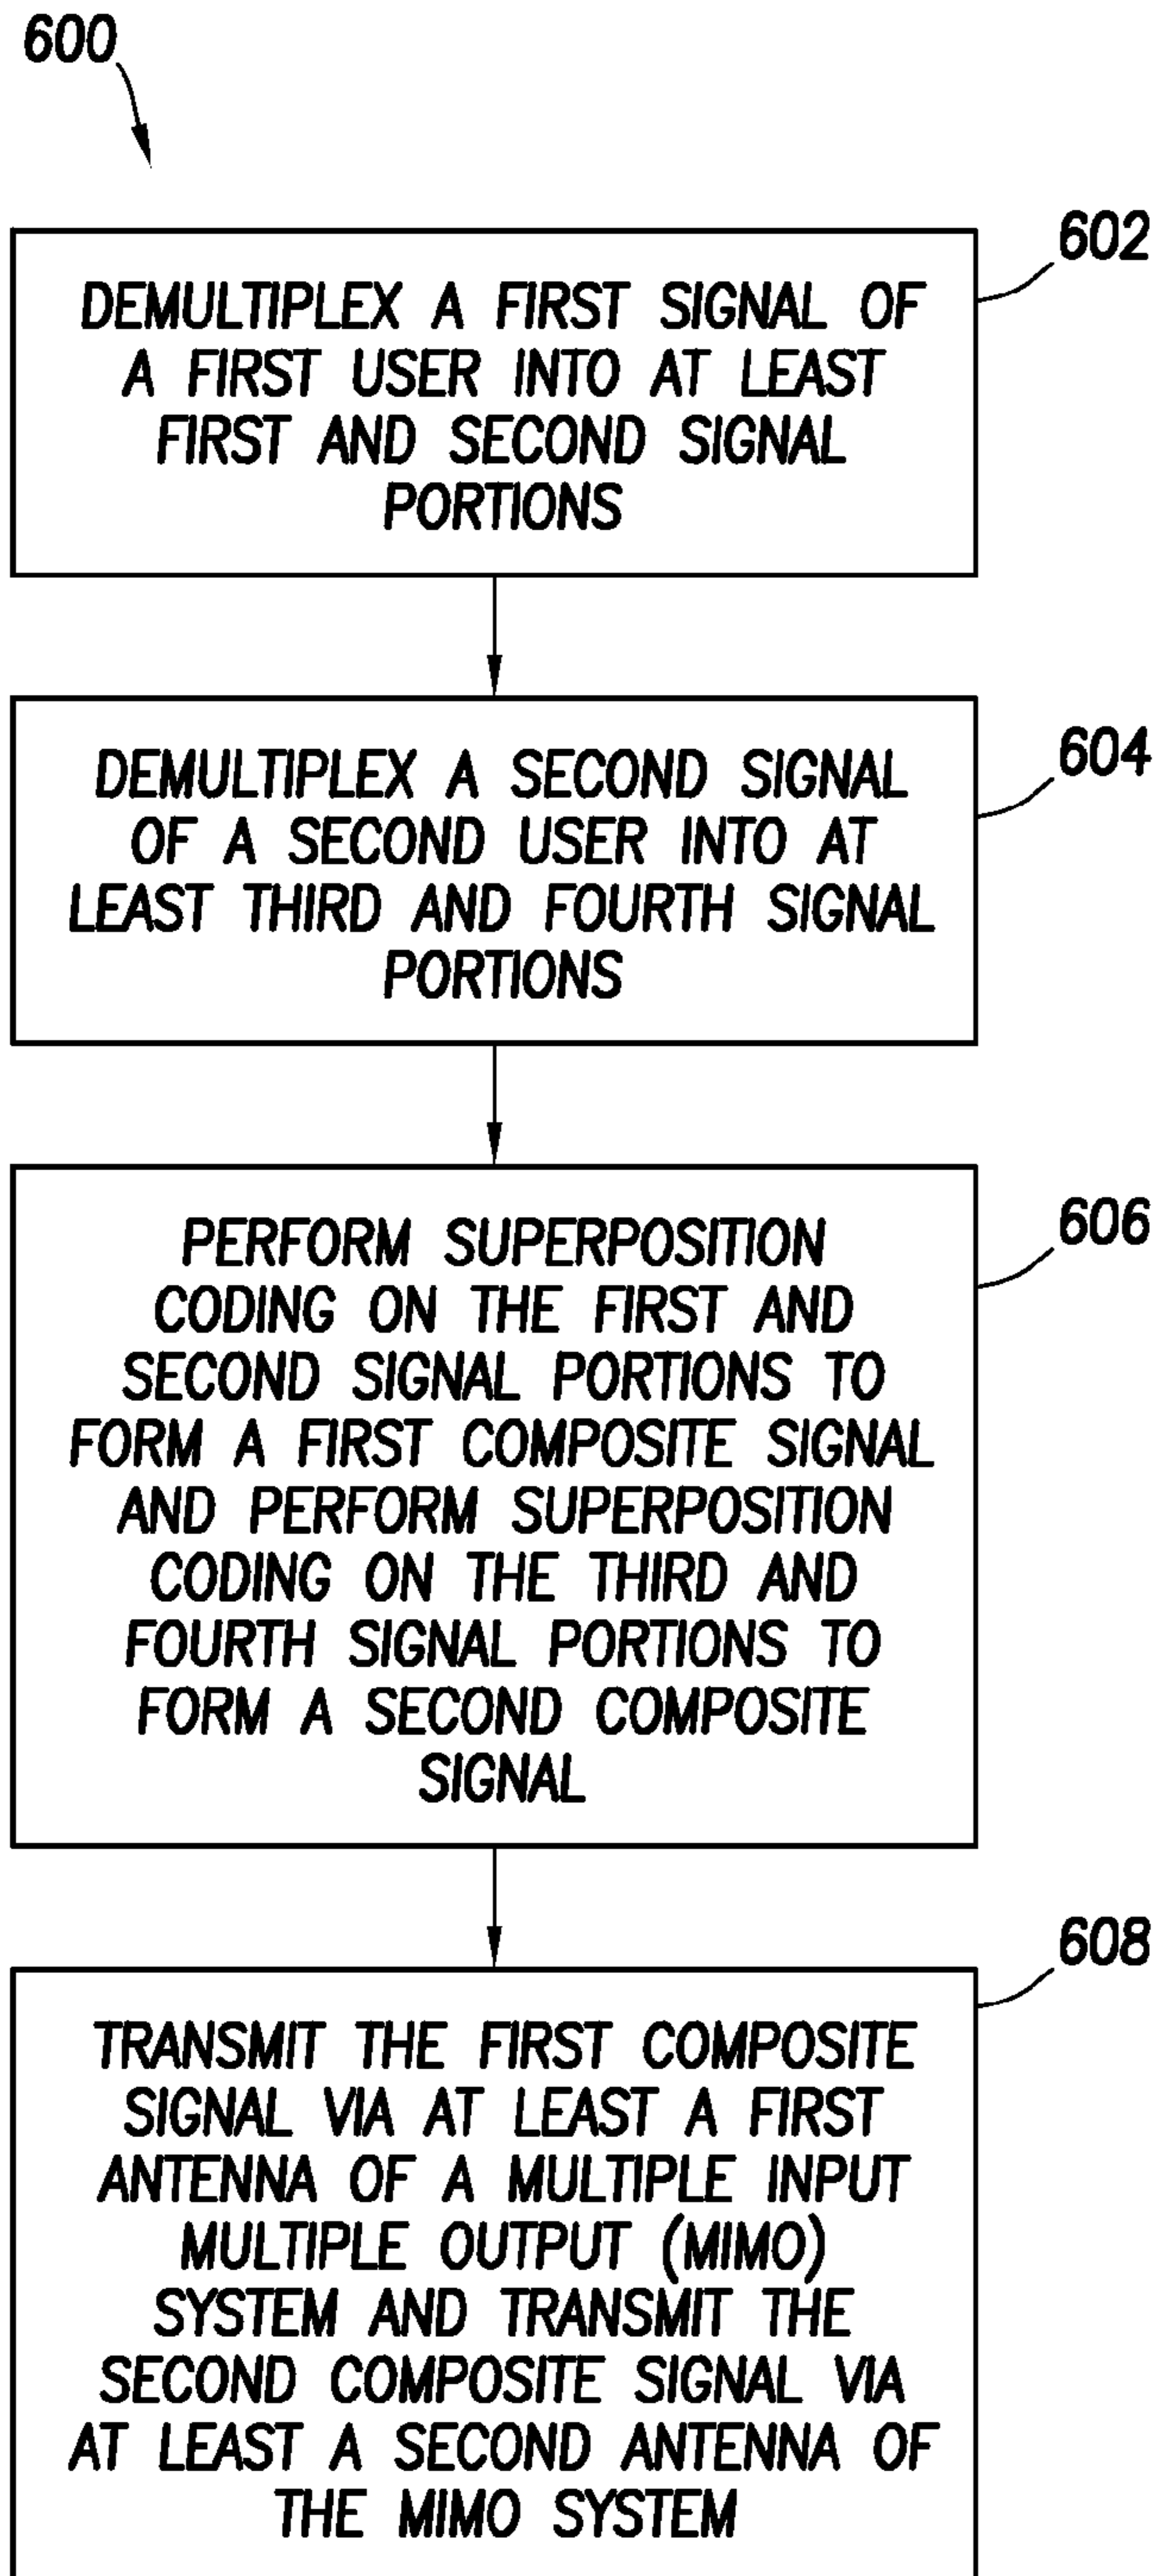 600
602
DEMULTIPLEX A FIRST SIGNAL OF
A FIRST USER INTO AT LEAST
FIRST AND SECOND SIGNAL
PORTIONS
604
DEMULTIPLEX A SECOND SIGNAL
OF A SECOND USER INTO AT
LEAST THIRD AND FOURTH SIGNAL
PORTIONS
606
PERFORM SUPERPOSITION
CODING ON THE FIRST AND
SECOND SIGNAL PORTIONS TO
FORM A FIRST COMPOSITE SIGNAL
AND PERFORM SUPERPOSITION
CODING ON THE THIRD AND
FOURTH SIGNAL PORTIONS TO
FORM A SECOND COMPOSITE
SIGNAL
608
TRANSMIT THE FIRST COMPOSITE
SIGNAL VIA AT LEAST A FIRST
ANTENNA OF A MULTIPLE INPUT
MULTIPLE OUTPUT (MIMO)
SYSTEM AND TRANSMIT THE
SECOND COMPOSITE SIGNAL VIA
AT LEAST A SECOND ANTENNA OF
THE MIMO SYSTEM